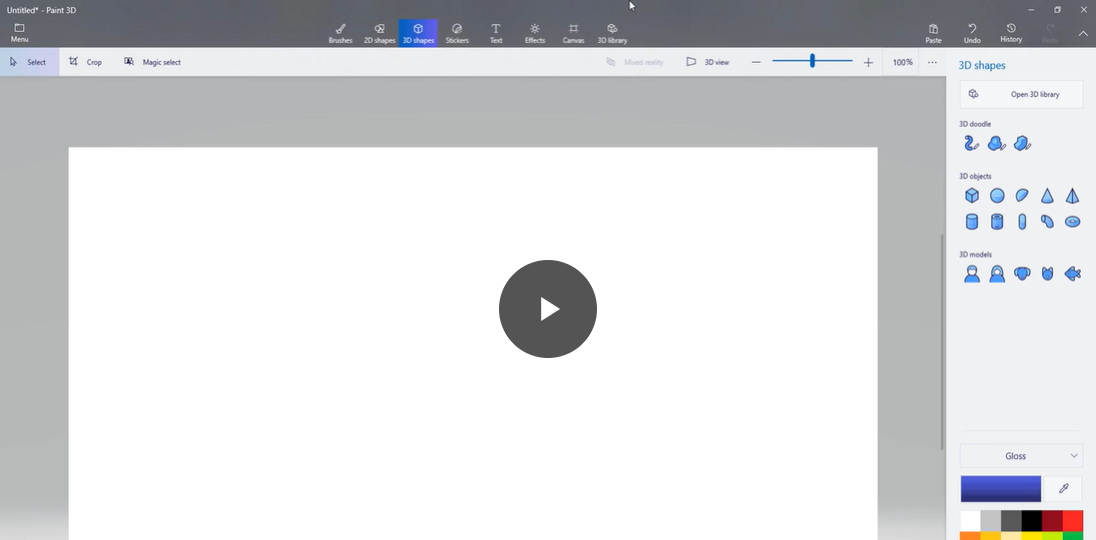 Untitled* - Paint 3D
Menu
Brushes
2D shapes
3D shapes
Stickers
Text
Effects
Canvas
3D library
Paste
Undo
History
Redo
Select
Crop
Magic select
Mixed reality
3D view
100%
3D shapes
Open 3D library
3D doodle
3D objects
3D models
Gloss